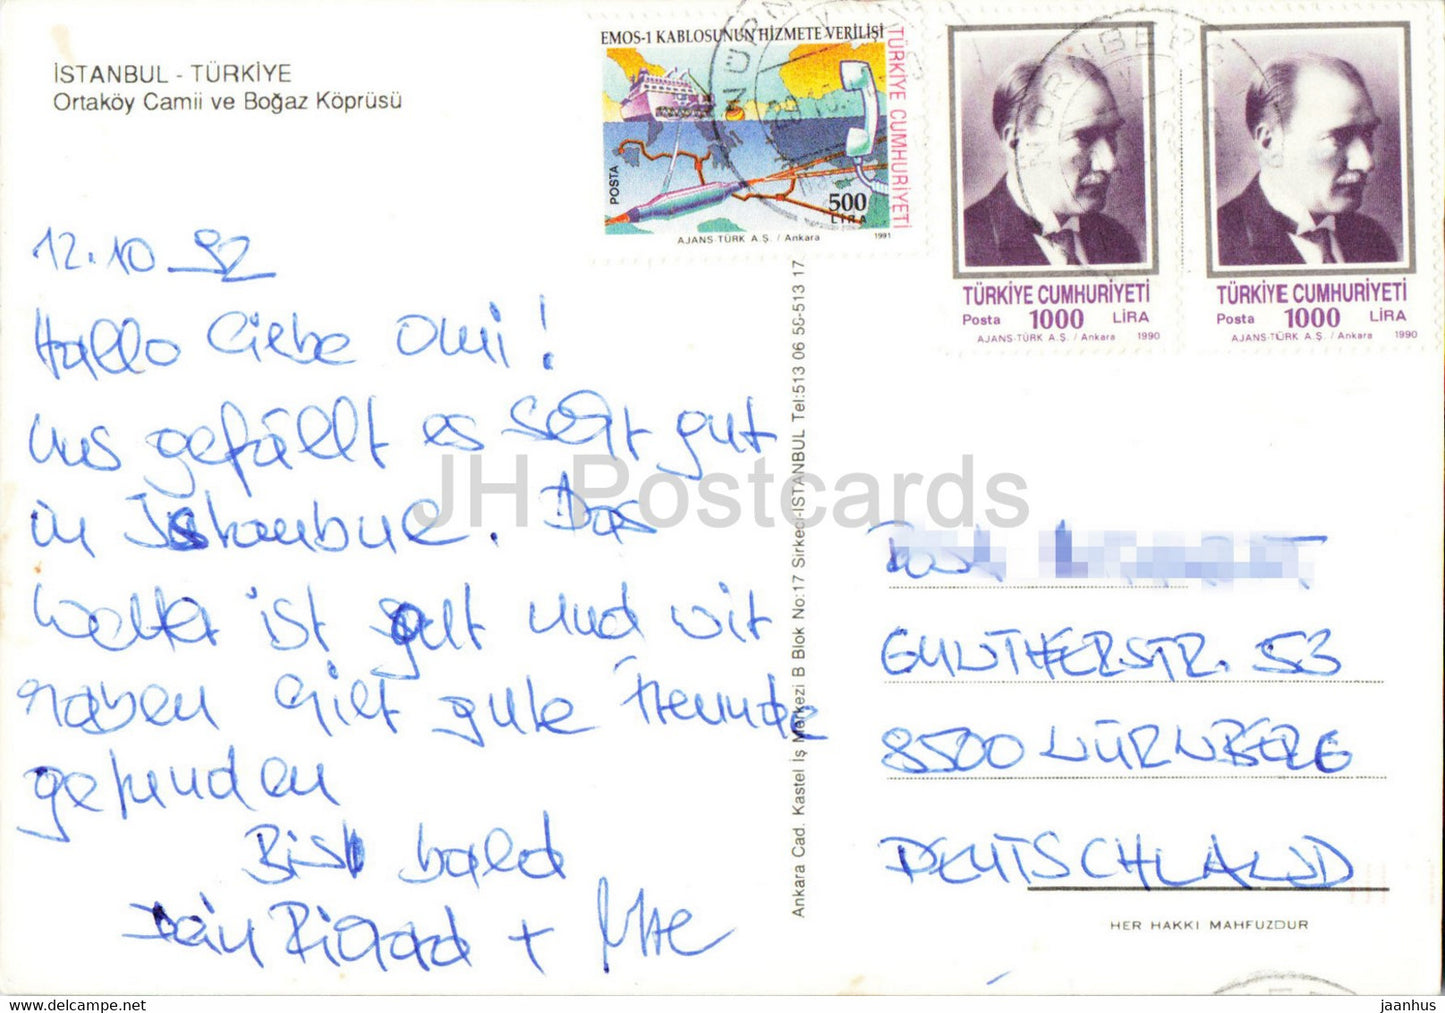 İSTANBUL - TÜRKİYE
Ortaköy Camii ve Boğaz Köprüsü
EMOS-1 KABLOSUNUN HİZMETE VERİLİŞİ
TÜRKİYE CUMHURİYETİ
POSTA
500
LİRA
AJANS-TÜRK A.Ş. / Ankara 1991
NÜRNBERG
TÜRKİYE CUMHURİYETİ
Posta 1000 LİRA
AJANS-TÜRK A.Ş. / Ankara 1990
TÜRKİYE CUMHURİYETİ
Posta 1000 LİRA
AJANS-TÜRK A.Ş. / Ankara 1990
12.10 92
Hallo liebe Omi!
Uns gefällt es sehr gut
in Istanbul. Das
Wetter ist gut und wir
haben hier gute Freunde
gefunden
Bis bald
Dein Richard +
Ankara Cad. Kastel İş Merkezi B Blok No:17 Sirkeci-İSTANBUL Tel:513 06 58-513 17
GUNTHERSTR. 53
8500 NÜRNBERG
DEUTSCHLAND
HER HAKKI MAHFUZDUR
JH Postcards
jaanhus